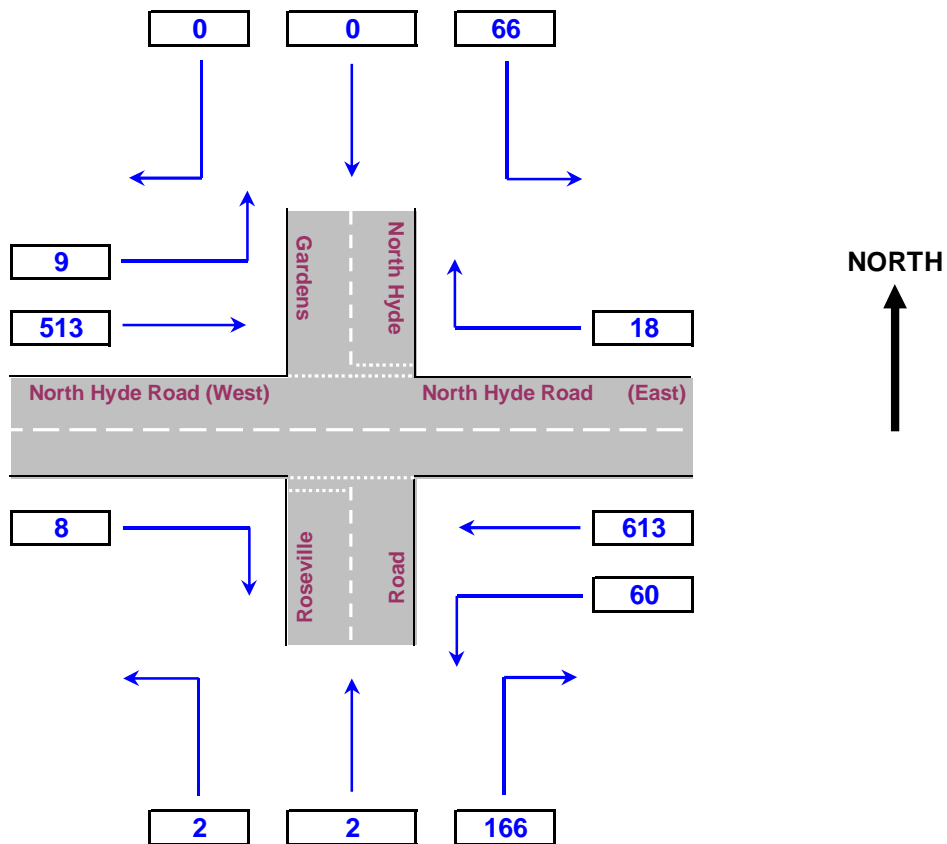 0 0 66
9
513
Gardens
North Hyde
NORTH
18
North Hyde Road (West) North Hyde Road (East)
8
Roseville
Road
613
60
2 2 166